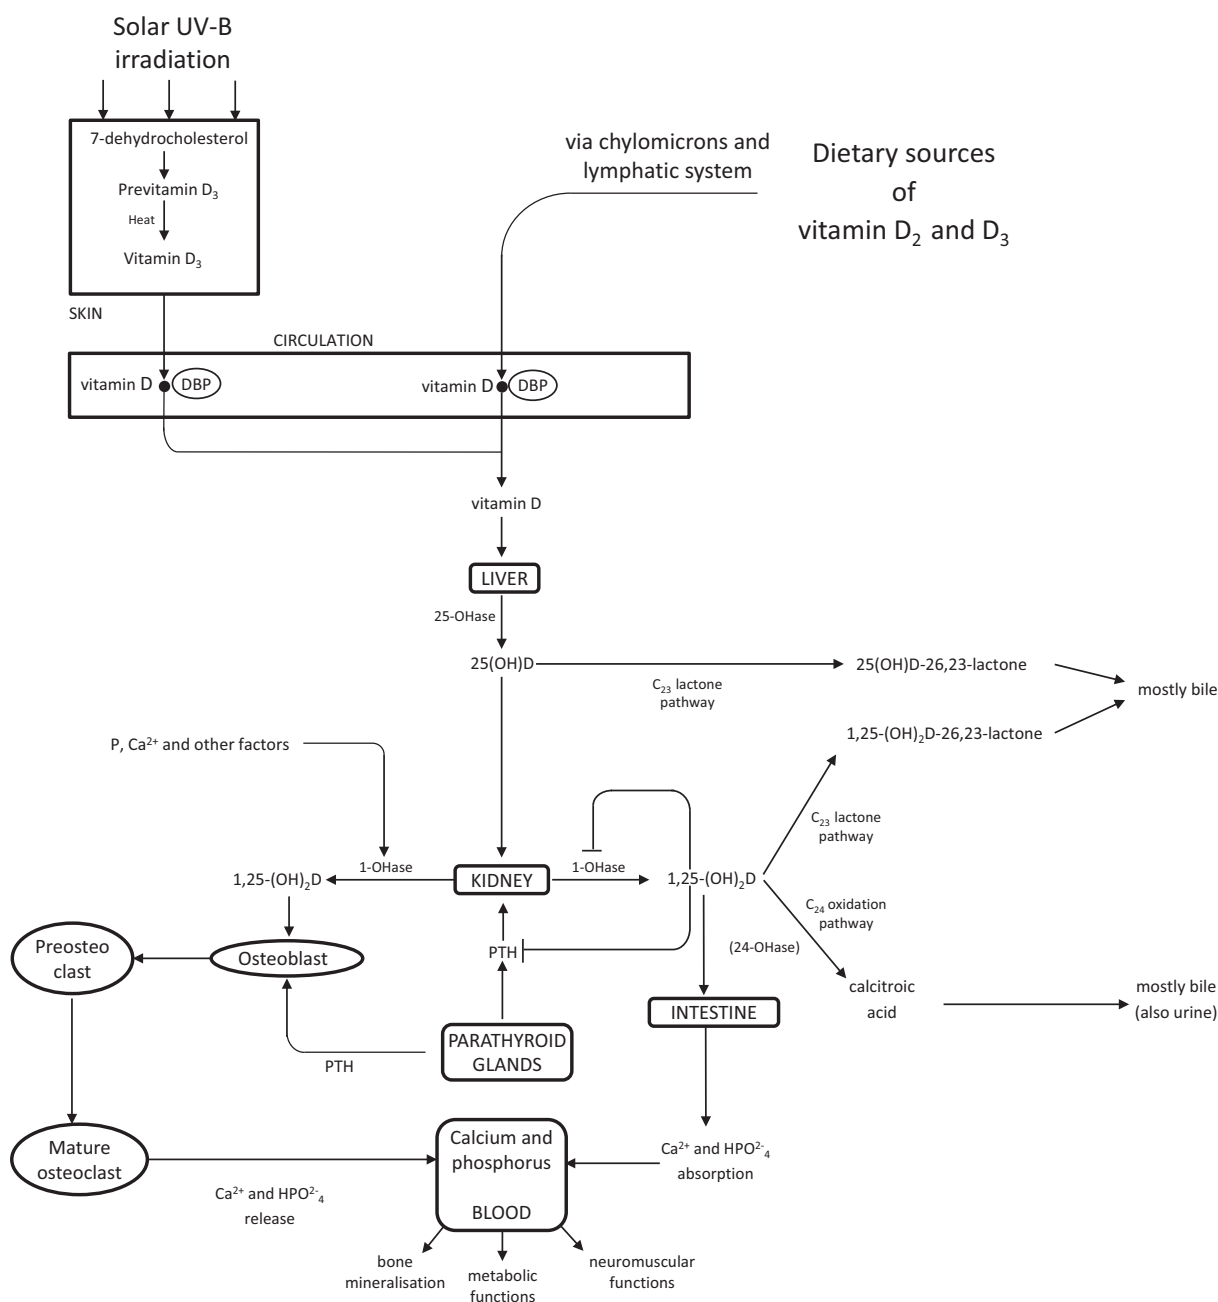 Solar UV-B
irradiation
7-dehydrocholesterol
Previtamin D₃
Heat
Vitamin D₃
SKIN
via chylomicrons and
lymphatic system
Dietary sources
of
vitamin D₂ and D₃
CIRCULATION
vitamin D DBP
vitamin D DBP
vitamin D
LIVER
25-OHase
25(OH)D
C₂₃ lactone
pathway
25(OH)D-26,23-lactone
mostly bile
1,25-(OH)₂D-26,23-lactone
P, Ca²⁺ and other factors
C₂₃ lactone
pathway
1-OHase
1-OHase
1,25-(OH)₂D
KIDNEY
1,25-(OH)₂D
C₂₄ oxidation
pathway
(24-OHase)
PTH
Preosteo
clast
Osteoblast
calcitroic
acid
mostly bile
(also urine)
INTESTINE
PARATHYROID
GLANDS
PTH
Mature
osteoclast
Calcium and
phosphorus
BLOOD
Ca²⁺ and HPO²⁻₄
absorption
Ca²⁺ and HPO²⁻₄
release
bone
mineralisation
metabolic
functions
neuromuscular
functions